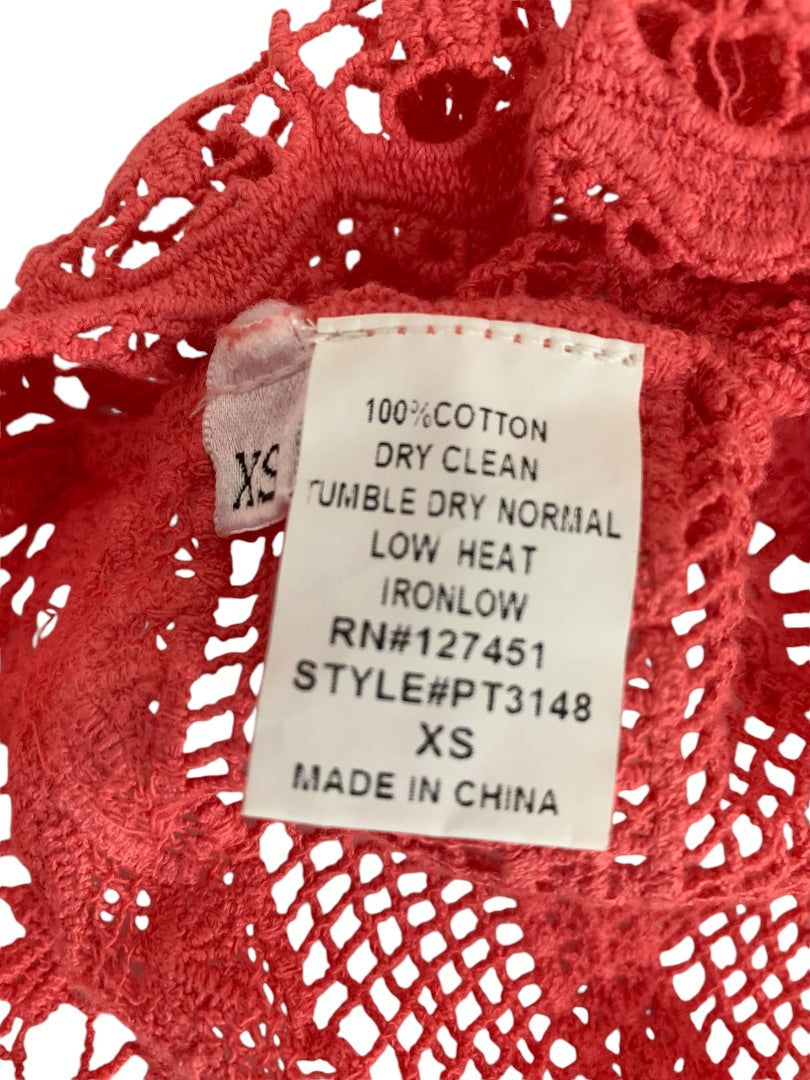 XS
100%COTTON
DRY CLEAN
TUMBLE DRY NORMAL
LOW HEAT
IRONLOW
RN#127451
STYLE#PT3148
XS
MADE IN CHINA